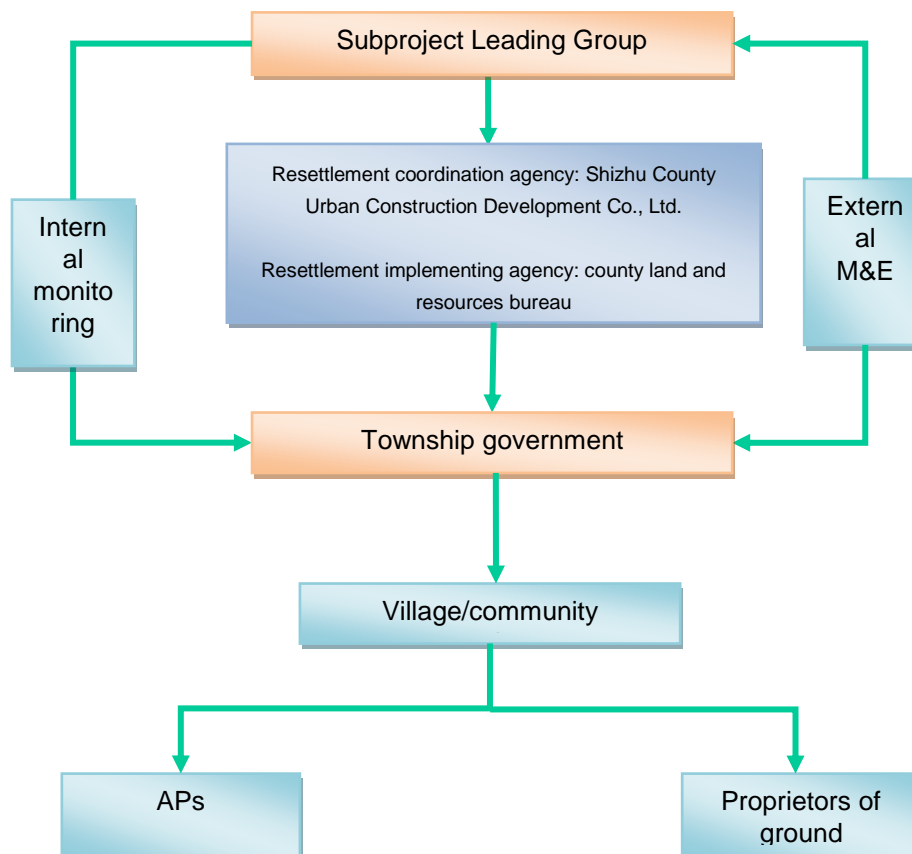 Subproject Leading Group
Resettlement coordination agency: Shizhu County
Urban Construction Development Co., Ltd.
Resettlement implementing agency: county land and
resources bureau
Intern
al
monito
ring
Extern
al
M&E
Township government
Village/community
APs
Proprietors of
ground